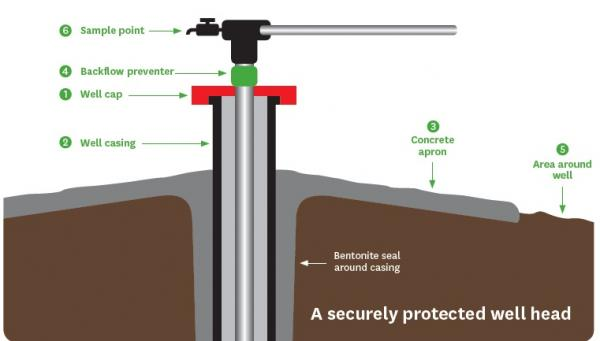 6 Sample point
4 Backflow preventer
1 Well cap
2 Well casing
3
Concrete
apron
5
Area around
well
Bentonite seal
around casing
A securely protected well head